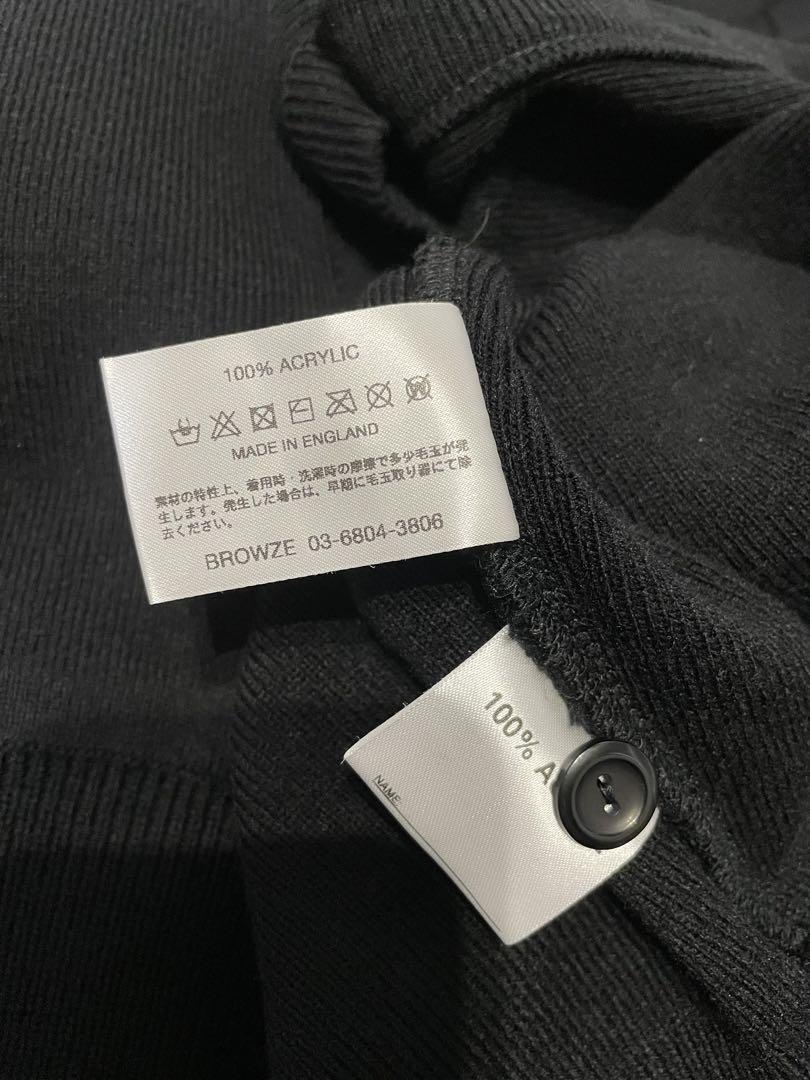 100% ACRYLIC
MADE IN ENGLAND
素材の特性上、着用時・洗濯時の摩擦で多少毛玉が発
生します。発生した場合は、早期に毛玉取り器にて除
去ください。
BROWZE 03-6804-3806
100% A
NAME